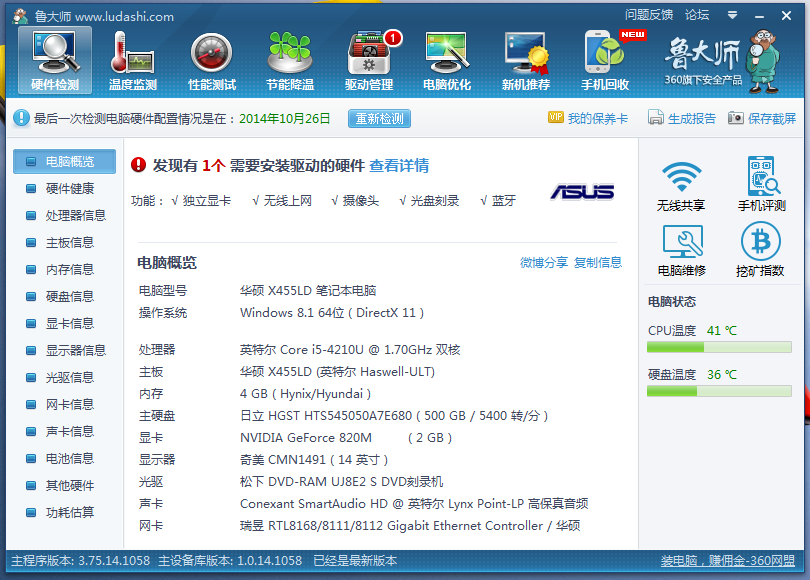 鲁大师 www.ludashi.com 问题反馈 论坛
硬件检测 温度监测 性能测试 节能降温 驱动管理 1 电脑优化 新机推荐 手机回收 NEW
鲁大师
360旗下安全产品
最后一次检测电脑硬件配置情况是在：2014年10月26日 重新检测 VIP 我的保养卡 生成报告 保存截屏
电脑概览
硬件健康
处理器信息
主板信息
内存信息
硬盘信息
显卡信息
显示器信息
光驱信息
网卡信息
声卡信息
电池信息
其他硬件
功耗估算
发现有 1个 需要安装驱动的硬件 查看详情
功能： √ 独立显卡 √ 无线上网 √ 摄像头 √ 光盘刻录 √ 蓝牙
ASUS
电脑概览 微博分享 复制信息
电脑型号 华硕 X455LD 笔记本电脑
操作系统 Windows 8.1 64位 ( DirectX 11 )
处理器 英特尔 Core i5-4210U @ 1.70GHz 双核
主板 华硕 X455LD (英特尔 Haswell-ULT)
内存 4 GB ( Hynix/Hyundai )
主硬盘 日立 HGST HTS545050A7E680 ( 500 GB / 5400 转/分 )
显卡 NVIDIA GeForce 820M ( 2 GB )
显示器 奇美 CMN1491 ( 14 英寸 )
光驱 松下 DVD-RAM UJ8E2 S DVD刻录机
声卡 Conexant SmartAudio HD @ 英特尔 Lynx Point-LP 高保真音频
网卡 瑞昱 RTL8168/8111/8112 Gigabit Ethernet Controller / 华硕
无线共享 手机评测
电脑维修 挖矿指数
电脑状态
CPU温度 41 ℃
硬盘温度 36 ℃
主程序版本: 3.75.14.1058 主设备库版本: 1.0.14.1058 已经是最新版本 装电脑，赚佣金-360网盟